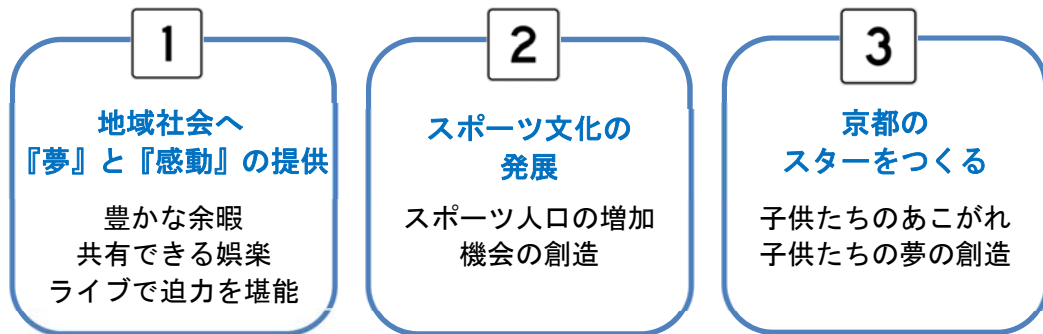 1
地域社会へ
『夢』と『感動』の提供
豊かな余暇
共有できる娯楽
ライブで迫力を堪能
2
スポーツ文化の
発展
スポーツ人口の増加
機会の創造
3
京都の
スターをつくる
子供たちのあこがれ
子供たちの夢の創造